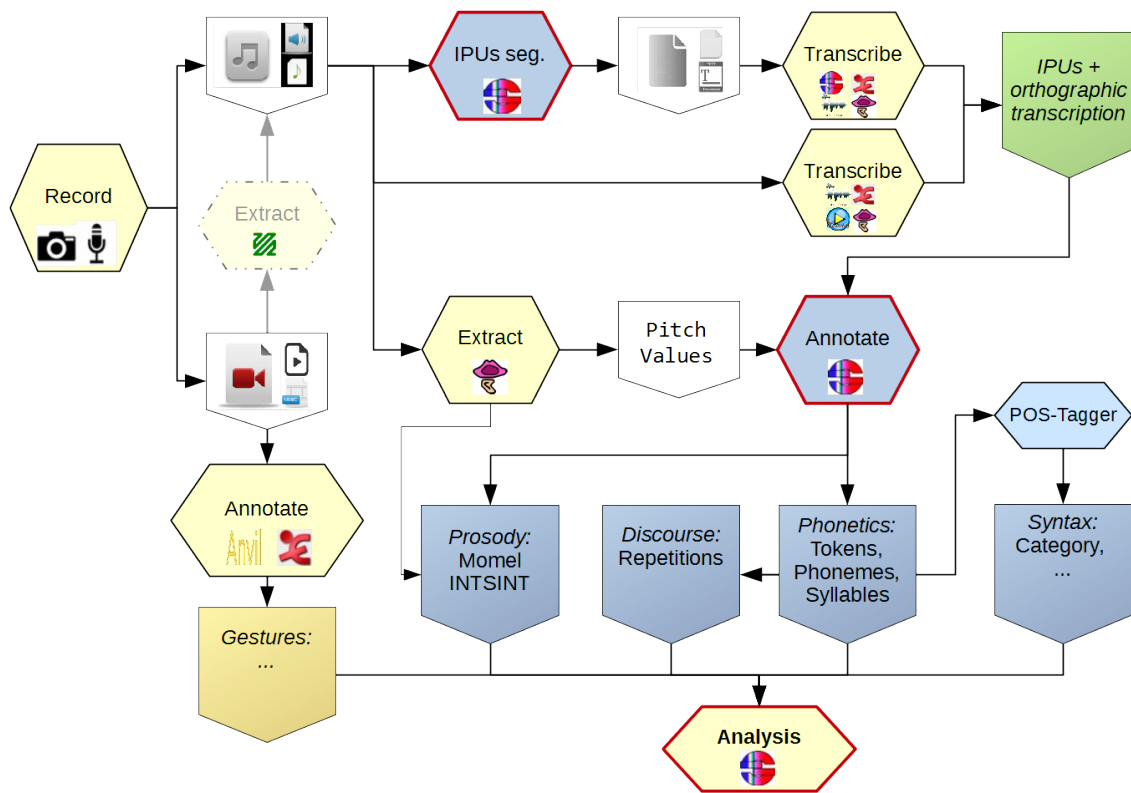 IPUs seg.
Transcribe
IPUs +
orthographic
transcription
Record
Transcribe
Extract
Extract
Pitch
Values
Annotate
POS-Tagger
Annotate
Anvil
Prosody:
Momel
INTSINT
Discourse:
Repetitions
Phonetics:
Tokens,
Phonemes,
Syllables
Syntax:
Category,
...
Gestures:
...
Analysis